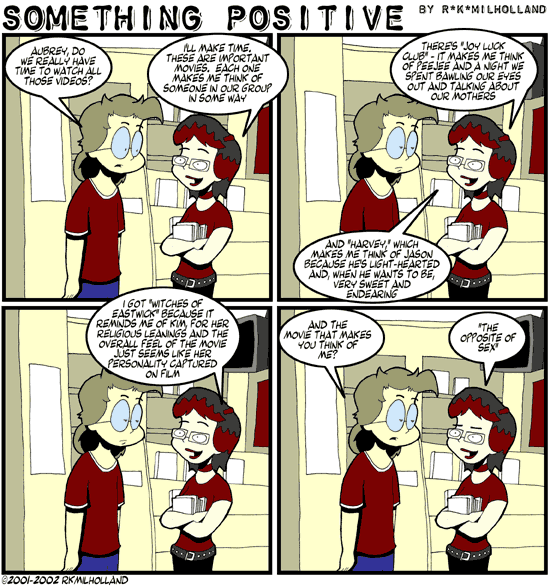 SOMETHING POSITIVE BY R*K*MILHOLLAND
AUBREY, DO
WE REALLY HAVE
TIME TO WATCH ALL
THOSE VIDEOS?
I'LL MAKE TIME.
THESE ARE IMPORTANT
MOVIES. EACH ONE
MAKES ME THINK OF
SOMEONE IN OUR GROUP
IN SOME WAY
THERE'S "JOY LUCK
CLUB" - IT MAKES ME THINK
OF PEEJEE AND A NIGHT WE
SPENT BAWLING OUR EYES
OUT AND TALKING ABOUT
OUR MOTHERS
AND "HARVEY," WHICH
MAKES ME THINK OF JASON
BECAUSE HE'S LIGHT-HEARTED
AND, WHEN HE WANTS TO BE,
VERY SWEET AND
ENDEARING
I GOT "WITCHES OF
EASTWICK" BECAUSE IT
REMINDS ME OF KIM, FOR HER
RELIGIOUS LEANINGS AND THE
OVERALL FEEL OF THE MOVIE
JUST SEEMS LIKE HER
PERSONALITY CAPTURED
ON FILM
AND THE
MOVIE THAT MAKES
YOU THINK OF
ME?
"THE
OPPOSITE OF
SEX"
©2001-2002 RKMILHOLLAND